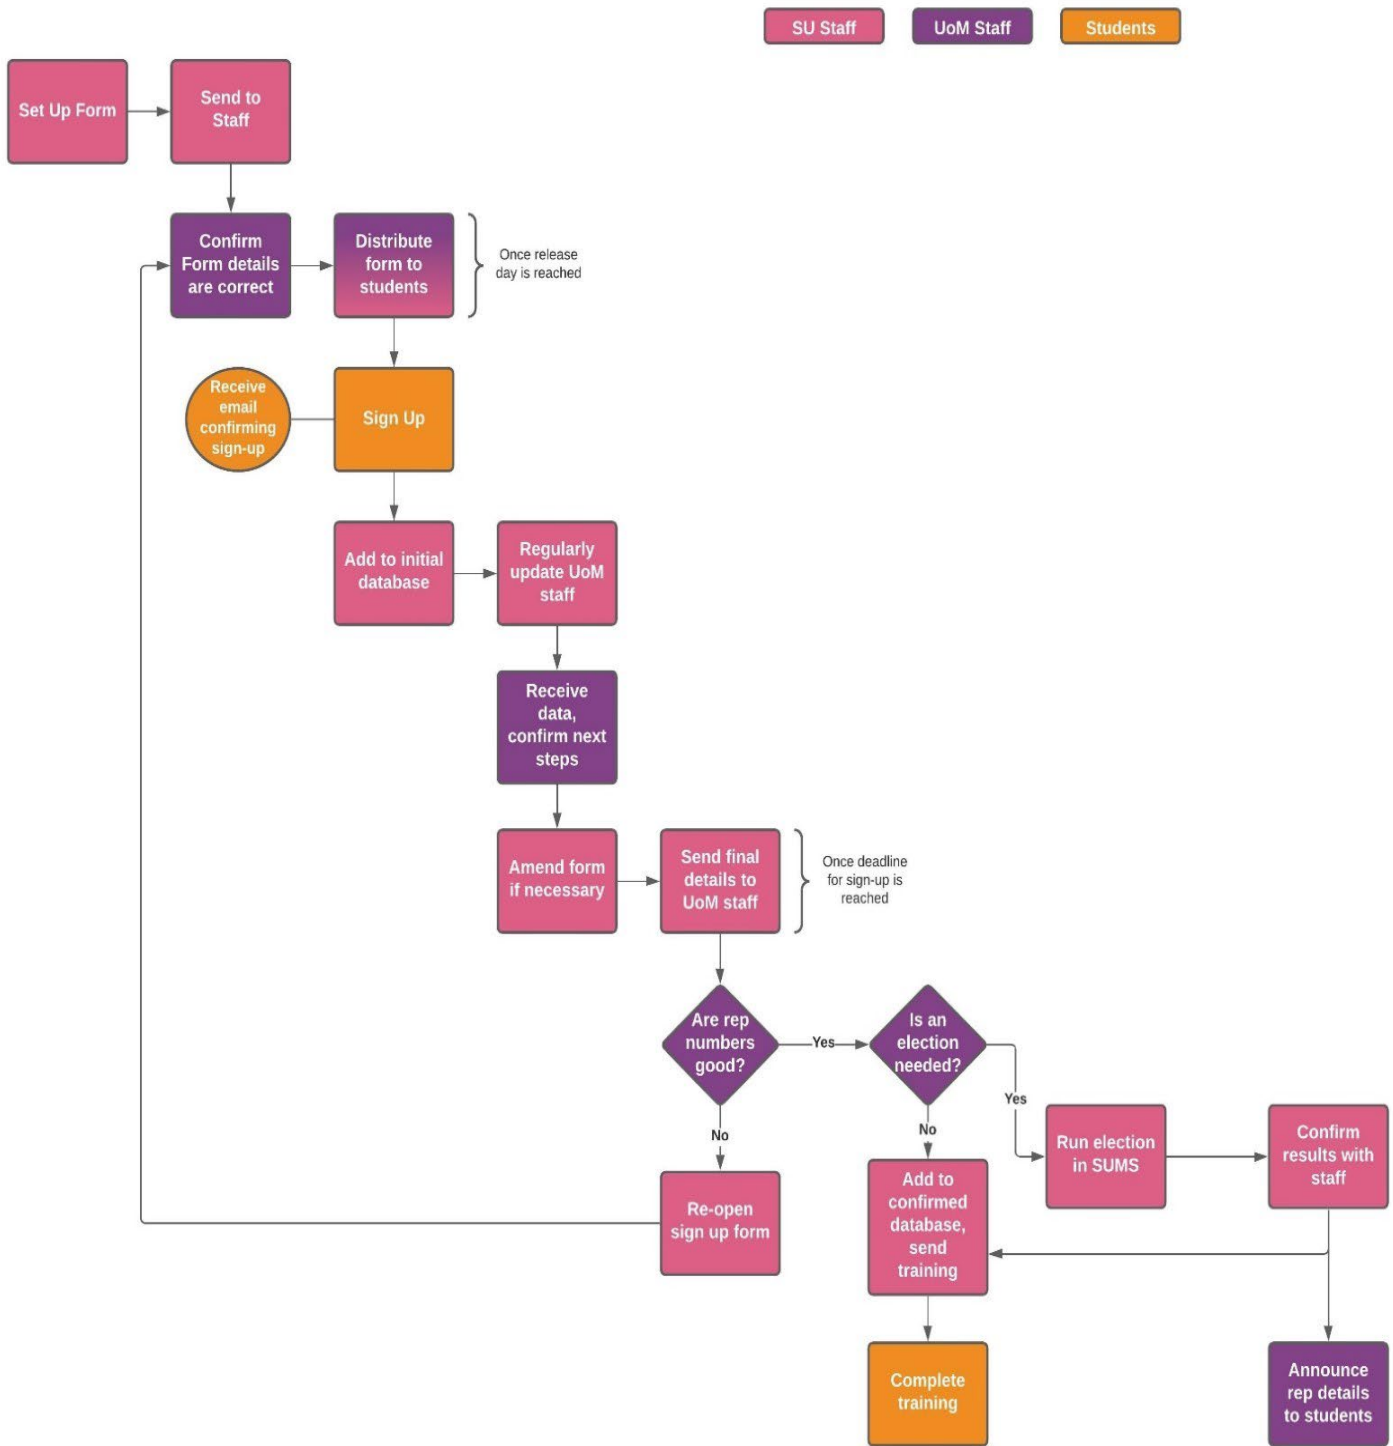 SU Staff
UoM Staff
Students
Set Up Form
Send to
Staff
Confirm
Form details
are correct
Distribute
form to
students
Once release
day is reached
Receive
email
confirming
sign-up
Sign Up
Add to initial
database
Regularly
update UoM
staff
Receive
data,
confirm next
steps
Amend form
if necessary
Send final
details to
UoM staff
Once deadline
for sign-up is
reached
Are rep
numbers
good?
Yes
Is an
election
needed?
Yes
No
No
Run election
in SUMS
Confirm
results with
staff
Re-open
sign up form
Add to
confirmed
database,
send
training
Complete
training
Announce
rep details
to students